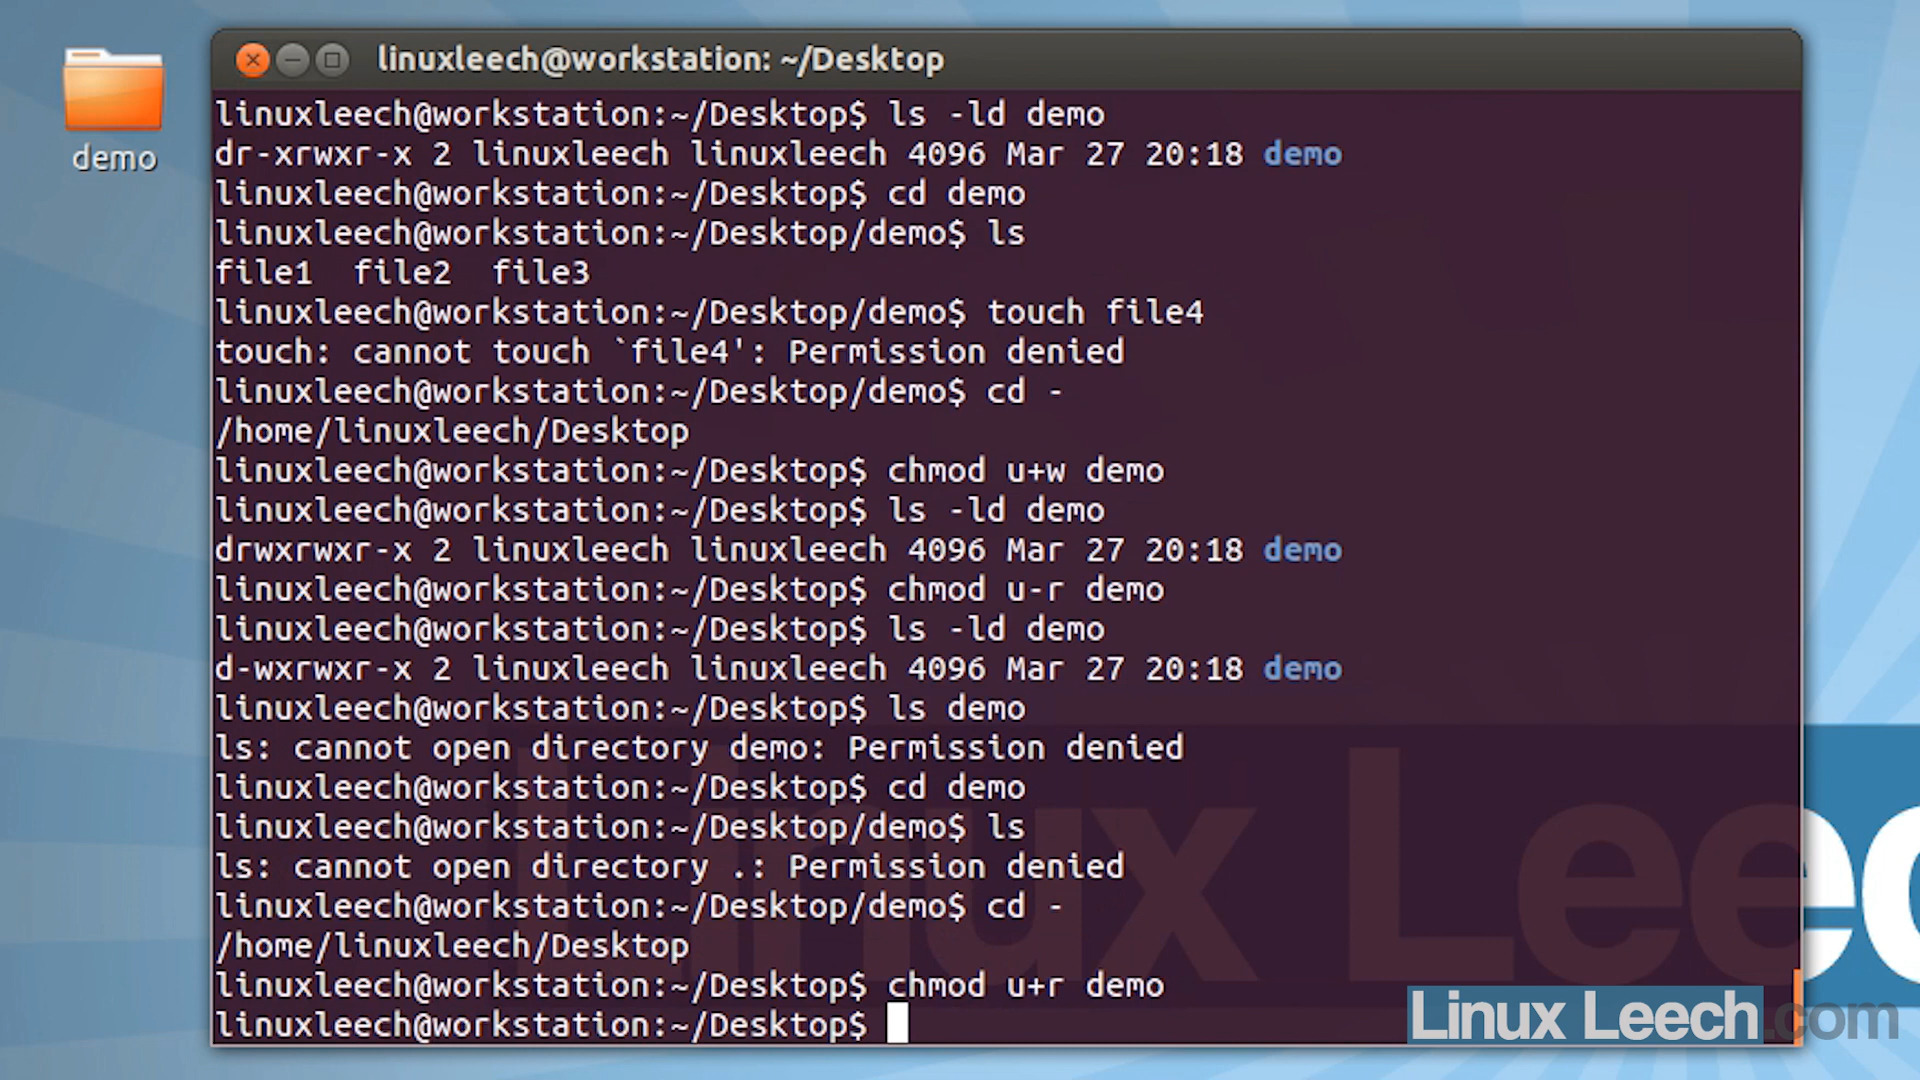 demo
linuxleech@workstation: ~/Desktop
linuxleech@workstation:~/Desktop$ ls -ld demo
dr-xrwxr-x 2 linuxleech linuxleech 4096 Mar 27 20:18 demo
linuxleech@workstation:~/Desktop$ cd demo
linuxleech@workstation:~/Desktop/demo$ ls
file1  file2  file3
linuxleech@workstation:~/Desktop/demo$ touch file4
touch: cannot touch `file4': Permission denied
linuxleech@workstation:~/Desktop/demo$ cd -
/home/linuxleech/Desktop
linuxleech@workstation:~/Desktop$ chmod u+w demo
linuxleech@workstation:~/Desktop$ ls -ld demo
drwxrwxr-x 2 linuxleech linuxleech 4096 Mar 27 20:18 demo
linuxleech@workstation:~/Desktop$ chmod u-r demo
linuxleech@workstation:~/Desktop$ ls -ld demo
d-wxrwxr-x 2 linuxleech linuxleech 4096 Mar 27 20:18 demo
linuxleech@workstation:~/Desktop$ ls demo
ls: cannot open directory demo: Permission denied
linuxleech@workstation:~/Desktop$ cd demo
linuxleech@workstation:~/Desktop/demo$ ls
ls: cannot open directory .: Permission denied
linuxleech@workstation:~/Desktop/demo$ cd -
/home/linuxleech/Desktop
linuxleech@workstation:~/Desktop$ chmod u+r demo
linuxleech@workstation:~/Desktop$
Linux Leec
Linux Leech.com